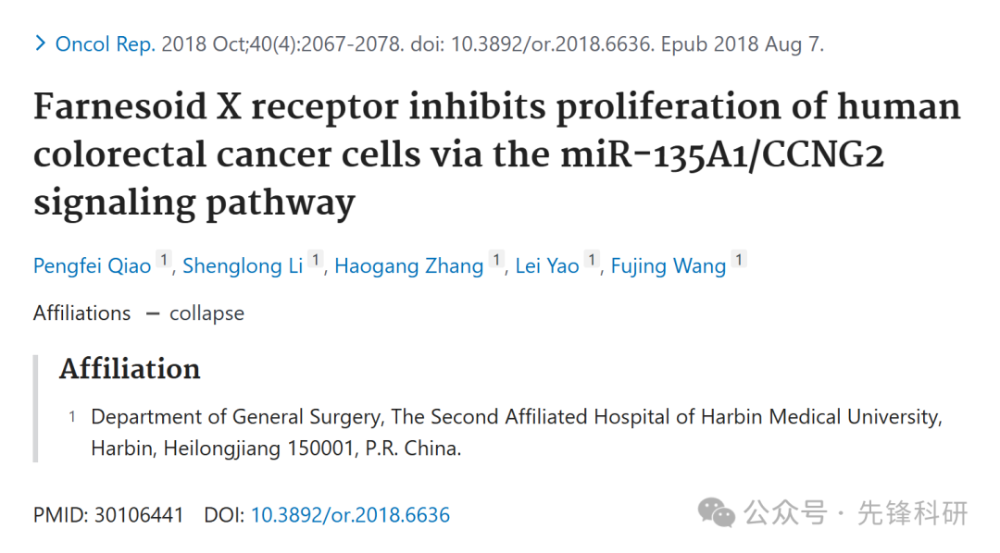 > Oncol Rep. 2018 Oct;40(4):2067-2078. doi: 10.3892/or.2018.6636. Epub 2018 Aug 7.
Farnesoid X receptor inhibits proliferation of human
colorectal cancer cells via the miR-135A1/CCNG2
signaling pathway
Pengfei Qiao 1, Shenglong Li 1, Haogang Zhang 1, Lei Yao 1, Fujing Wang 1
Affiliations — collapse
Affiliation
1 Department of General Surgery, The Second Affiliated Hospital of Harbin Medical University,
Harbin, Heilongjiang 150001, P.R. China.
PMID: 30106441 DOI: 10.3892/or.2018.6636
公众号 · 先锋科研